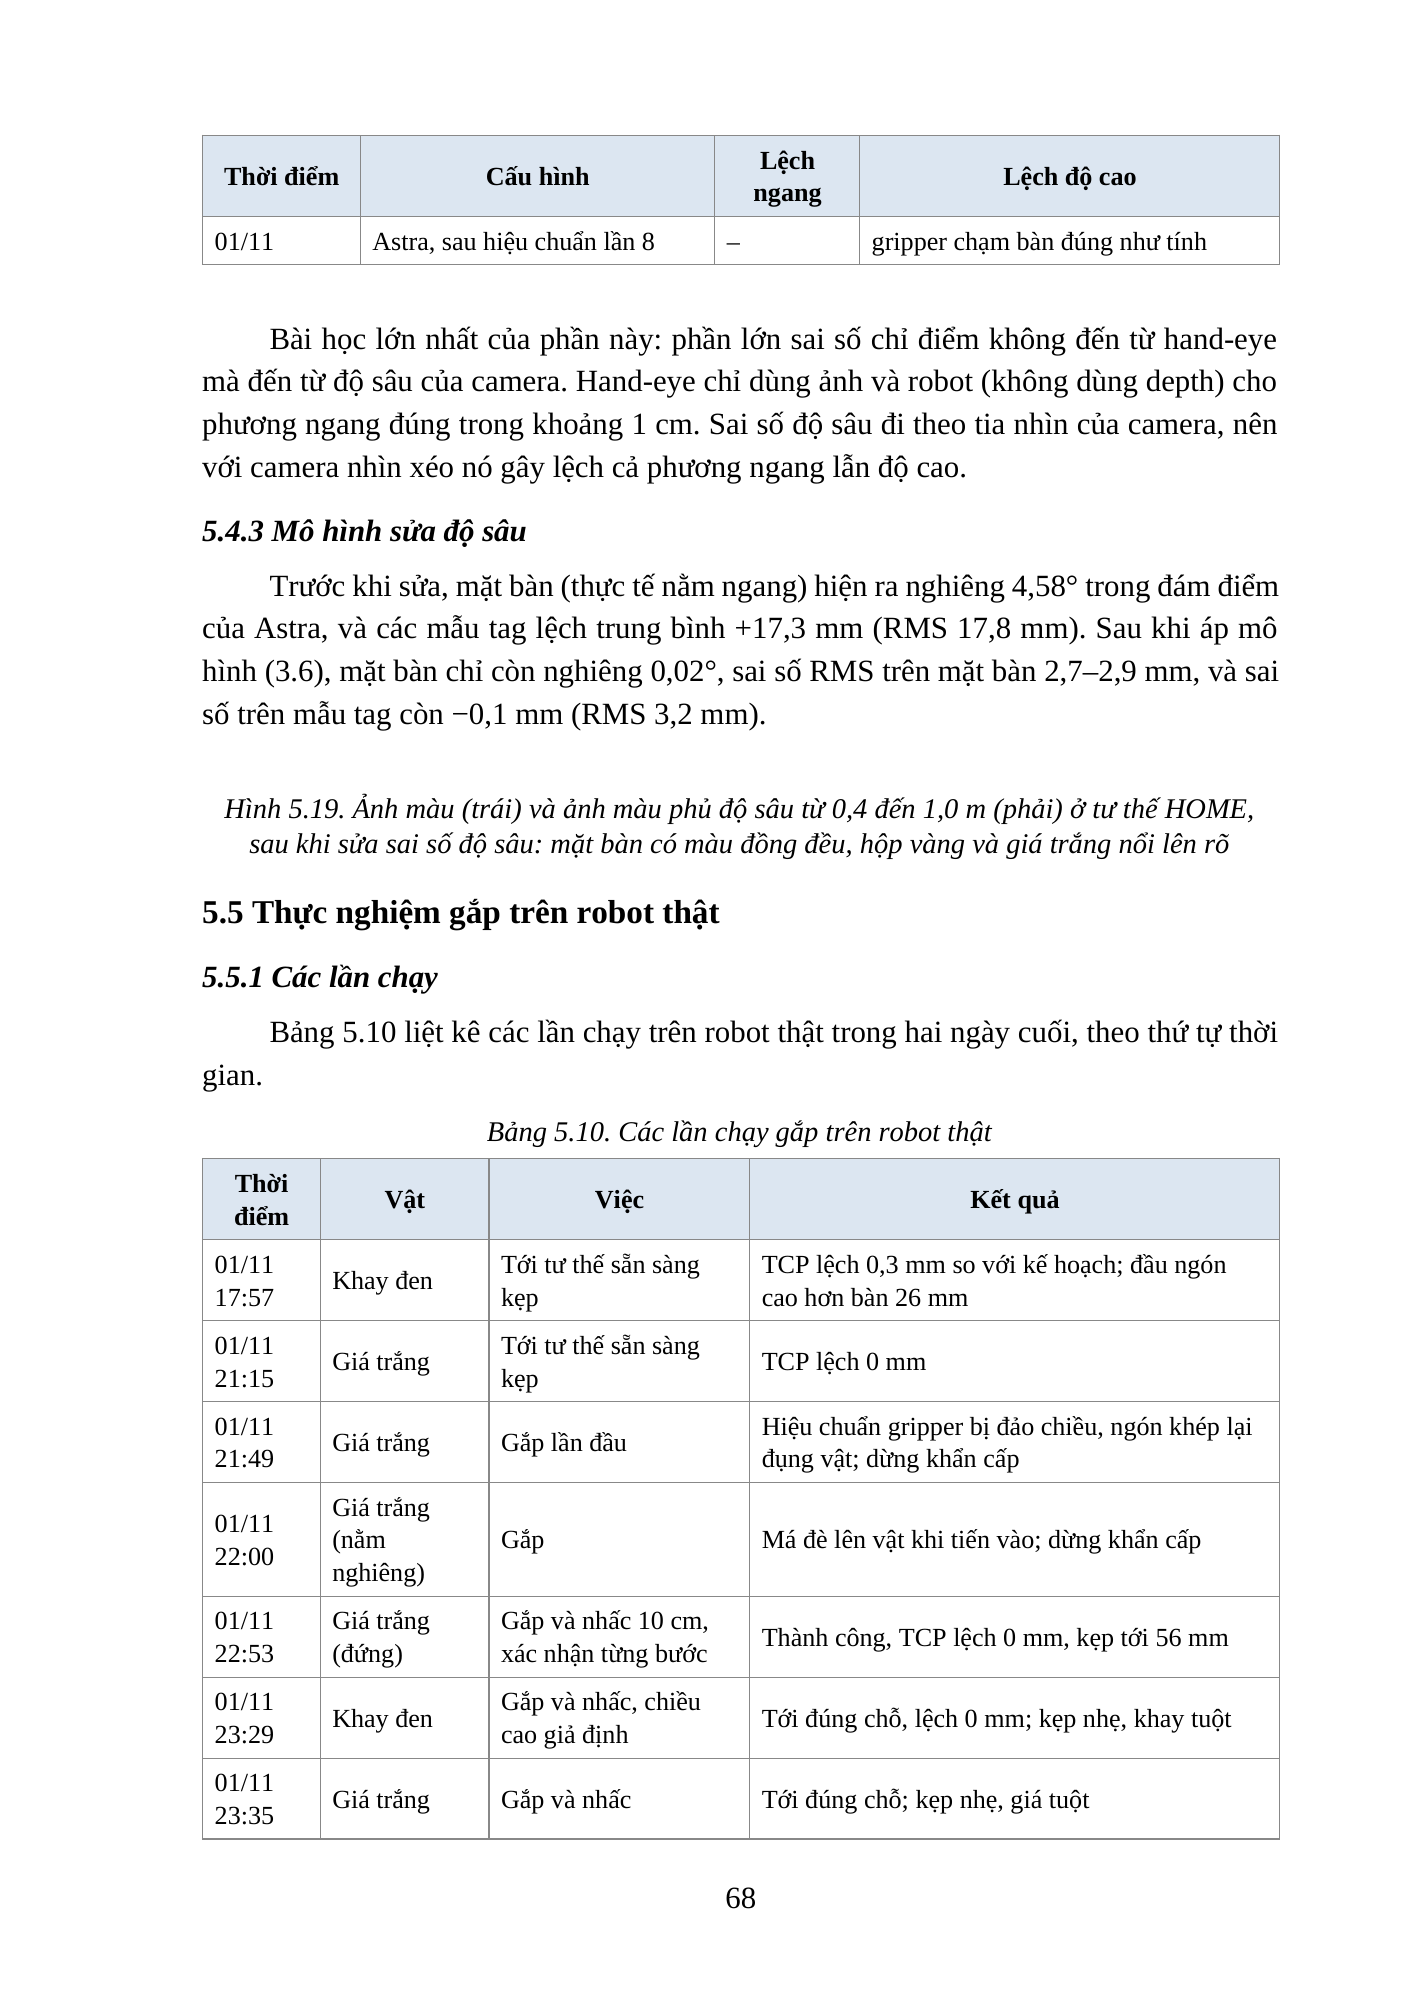 Thời điểm
Cấu hình
Lệch
ngang
Lệch độ cao
01/11
Astra, sau hiệu chuẩn lần 8
–
gripper chạm bàn đúng như tính
Bài học lớn nhất của phần này: phần lớn sai số chỉ điểm không đến từ hand-eye
mà đến từ độ sâu của camera. Hand-eye chỉ dùng ảnh và robot (không dùng depth) cho
phương ngang đúng trong khoảng 1 cm. Sai số độ sâu đi theo tia nhìn của camera, nên
với camera nhìn xéo nó gây lệch cả phương ngang lẫn độ cao.
5.4.3 Mô hình sửa độ sâu
Trước khi sửa, mặt bàn (thực tế nằm ngang) hiện ra nghiêng 4,58° trong đám điểm
của Astra, và các mẫu tag lệch trung bình +17,3 mm (RMS 17,8 mm). Sau khi áp mô
hình (3.6), mặt bàn chỉ còn nghiêng 0,02°, sai số RMS trên mặt bàn 2,7–2,9 mm, và sai
số trên mẫu tag còn −0,1 mm (RMS 3,2 mm).
Hình 5.19. Ảnh màu (trái) và ảnh màu phủ độ sâu từ 0,4 đến 1,0 m (phải) ở tư thế HOME,
sau khi sửa sai số độ sâu: mặt bàn có màu đồng đều, hộp vàng và giá trắng nổi lên rõ
5.5 Thực nghiệm gắp trên robot thật
5.5.1 Các lần chạy
Bảng 5.10 liệt kê các lần chạy trên robot thật trong hai ngày cuối, theo thứ tự thời
gian.
Bảng 5.10. Các lần chạy gắp trên robot thật
Thời
điểm
Vật
Việc
Kết quả
01/11
17:57
Khay đen
Tới tư thế sẵn sàng
kẹp
TCP lệch 0,3 mm so với kế hoạch; đầu ngón
cao hơn bàn 26 mm
01/11
21:15
Giá trắng
Tới tư thế sẵn sàng
kẹp
TCP lệch 0 mm
01/11
21:49
Giá trắng
Gắp lần đầu
Hiệu chuẩn gripper bị đảo chiều, ngón khép lại
đụng vật; dừng khẩn cấp
01/11
22:00
Giá trắng
(nằm
nghiêng)
Gắp
Má đè lên vật khi tiến vào; dừng khẩn cấp
01/11
22:53
Giá trắng
(đứng)
Gắp và nhấc 10 cm,
xác nhận từng bước
Thành công, TCP lệch 0 mm, kẹp tới 56 mm
01/11
23:29
Khay đen
Gắp và nhấc, chiều
cao giả định
Tới đúng chỗ, lệch 0 mm; kẹp nhẹ, khay tuột
01/11
23:35
Giá trắng
Gắp và nhấc
Tới đúng chỗ; kẹp nhẹ, giá tuột
68